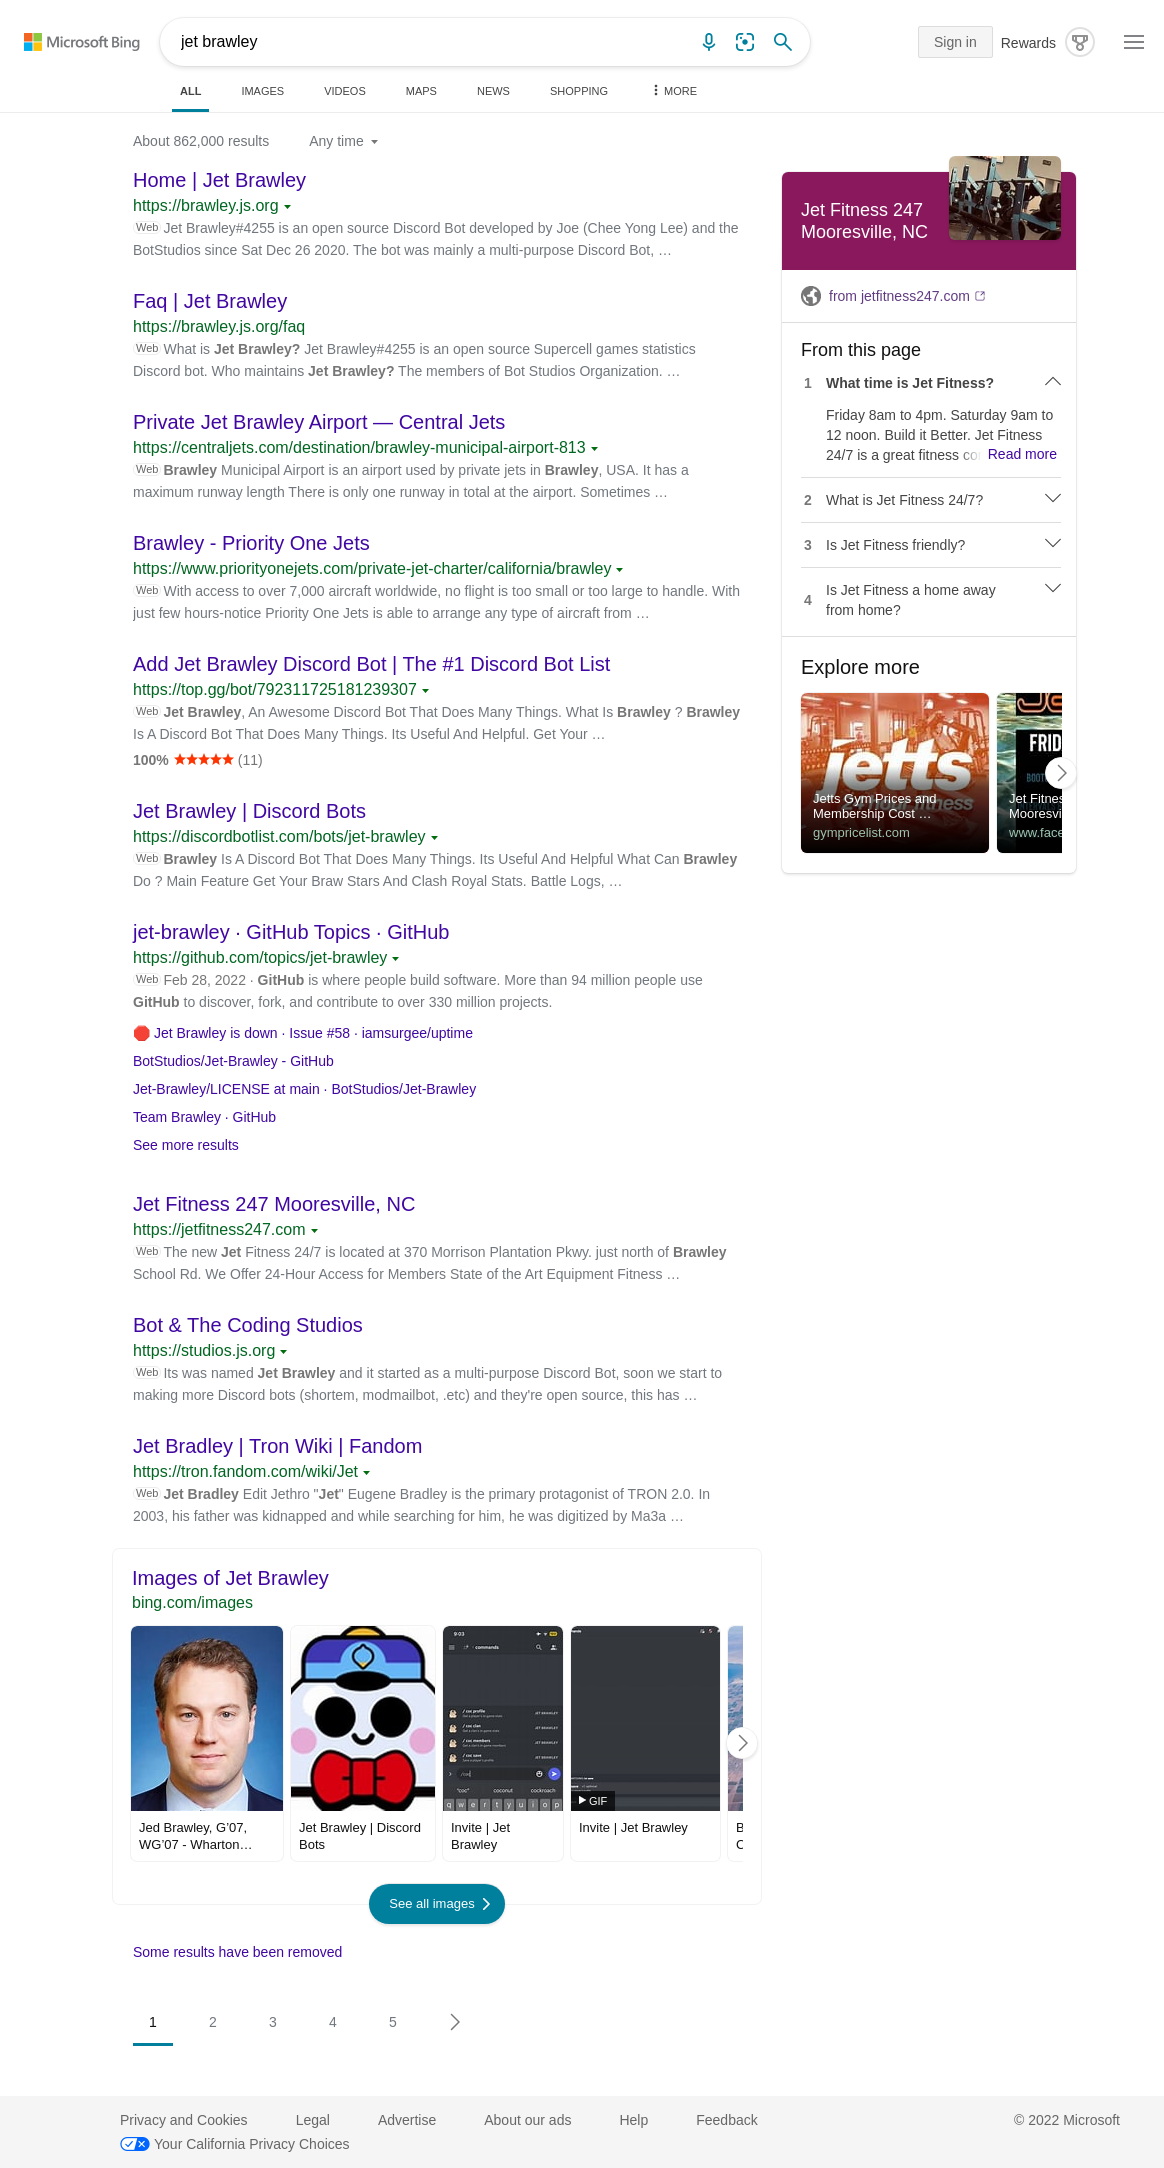 Microsoft Bing
jet brawley
Sign in
Rewards
ALL
IMAGES
VIDEOS
MAPS
NEWS
SHOPPING
MORE
About 862,000 results
Any time
Home | Jet Brawley
https://brawley.js.org
Web Jet Brawley#4255 is an open source Discord Bot developed by Joe (Chee Yong Lee) and the
BotStudios since Sat Dec 26 2020. The bot was mainly a multi-purpose Discord Bot, …
Faq | Jet Brawley
https://brawley.js.org/faq
Web What is Jet Brawley? Jet Brawley#4255 is an open source Supercell games statistics
Discord bot. Who maintains Jet Brawley? The members of Bot Studios Organization. …
Private Jet Brawley Airport — Central Jets
https://centraljets.com/destination/brawley-municipal-airport-813
Web Brawley Municipal Airport is an airport used by private jets in Brawley, USA. It has a
maximum runway length There is only one runway in total at the airport. Sometimes …
Brawley - Priority One Jets
https://www.priorityonejets.com/private-jet-charter/california/brawley
Web With access to over 7,000 aircraft worldwide, no flight is too small or too large to handle. With
just few hours-notice Priority One Jets is able to arrange any type of aircraft from …
Add Jet Brawley Discord Bot | The #1 Discord Bot List
https://top.gg/bot/792311725181239307
Web Jet Brawley, An Awesome Discord Bot That Does Many Things. What Is Brawley ? Brawley
Is A Discord Bot That Does Many Things. Its Useful And Helpful. Get Your …
100% ★★★★★ (11)
Jet Brawley | Discord Bots
https://discordbotlist.com/bots/jet-brawley
Web Brawley Is A Discord Bot That Does Many Things. Its Useful And Helpful What Can Brawley
Do ? Main Feature Get Your Braw Stars And Clash Royal Stats. Battle Logs, …
jet-brawley · GitHub Topics · GitHub
https://github.com/topics/jet-brawley
Web Feb 28, 2022 · GitHub is where people build software. More than 94 million people use
GitHub to discover, fork, and contribute to over 330 million projects.
🛑 Jet Brawley is down · Issue #58 · iamsurgee/uptime
BotStudios/Jet-Brawley - GitHub
Jet-Brawley/LICENSE at main · BotStudios/Jet-Brawley
Team Brawley · GitHub
See more results
Jet Fitness 247 Mooresville, NC
https://jetfitness247.com
Web The new Jet Fitness 24/7 is located at 370 Morrison Plantation Pkwy. just north of Brawley
School Rd. We Offer 24-Hour Access for Members State of the Art Equipment Fitness …
Bot & The Coding Studios
https://studios.js.org
Web Its was named Jet Brawley and it started as a multi-purpose Discord Bot, soon we start to
making more Discord bots (shortem, modmailbot, .etc) and they're open source, this has …
Jet Bradley | Tron Wiki | Fandom
https://tron.fandom.com/wiki/Jet
Web Jet Bradley Edit Jethro "Jet" Eugene Bradley is the primary protagonist of TRON 2.0. In
2003, his father was kidnapped and while searching for him, he was digitized by Ma3a …
Images of Jet Brawley
bing.com/images
9:03
commands
/ coc profile
/ coc clan
/ coc members
/ coc save
JET BRAWLEY
JET BRAWLEY
JET BRAWLEY
JET BRAWLEY
"coc" coconut cockroach
q w e r t y u i o p
GIF
Jed Brawley, G'07,
WG'07 - Wharton…
Jet Brawley | Discord
Bots
Invite | Jet
Brawley
Invite | Jet Brawley
See all images
Some results have been removed
1
2
3
4
5
Jet Fitness 247
Mooresville, NC
from jetfitness247.com
From this page
1 What time is Jet Fitness?
Friday 8am to 4pm. Saturday 9am to
12 noon. Build it Better. Jet Fitness
24/7 is a great fitness co Read more
2 What is Jet Fitness 24/7?
3 Is Jet Fitness friendly?
4 Is Jet Fitness a home away
from home?
Explore more
jetts
24 hour fitness
Jetts Gym Prices and
Membership Cost …
gympricelist.com
FRID
BOOT
Jet Fitnes
Mooresvi
www.face
Privacy and Cookies
Legal
Advertise
About our ads
Help
Feedback
© 2022 Microsoft
Your California Privacy Choices